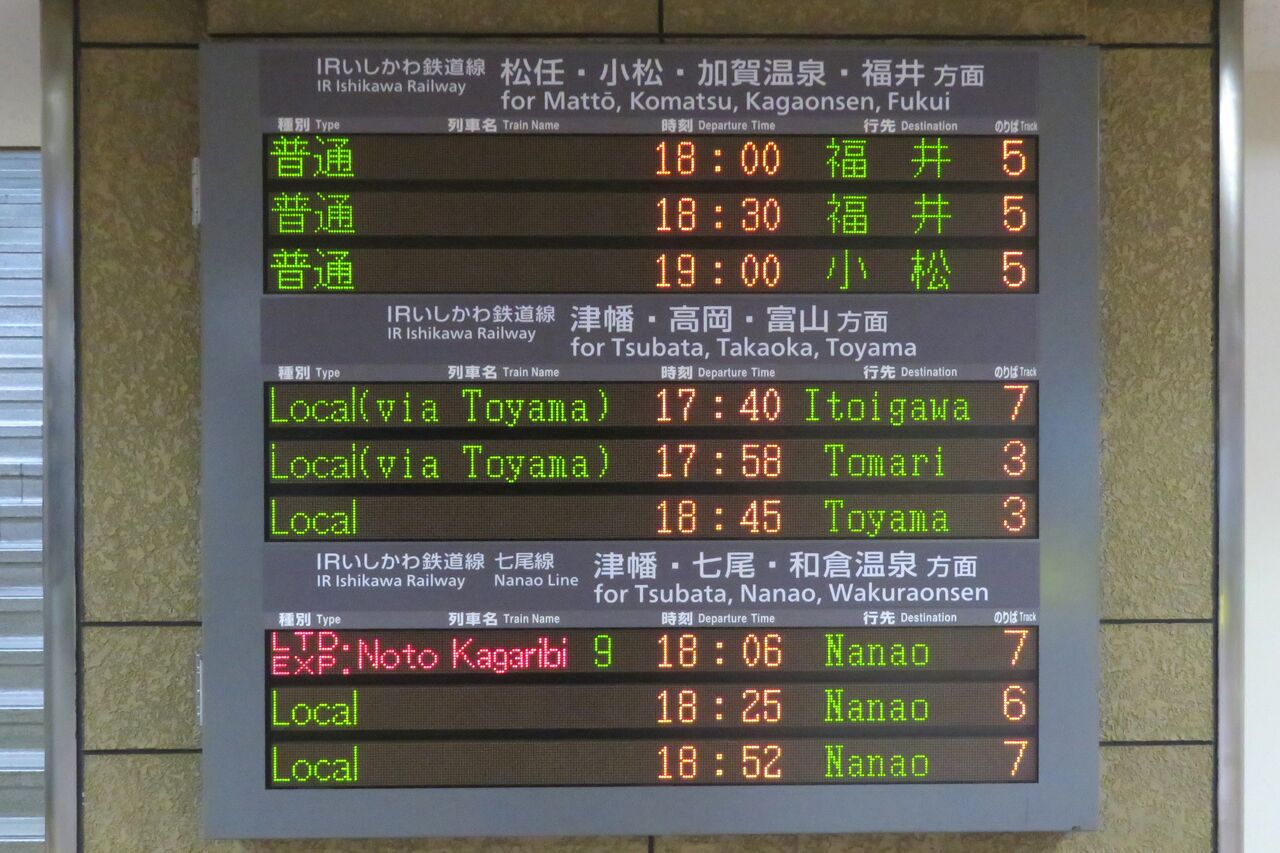 IRいしかわ鉄道線 松任・小松・加賀温泉・福井 方面
IR Ishikawa Railway for Mattō, Komatsu, Kagaonsen, Fukui
種別 Type 列車名 Train Name 時刻 Departure Time 行先 Destination のりば Track
普通 18:00 福井 5
普通 18:30 福井 5
普通 19:00 小松 5
IRいしかわ鉄道線 津幡・高岡・富山 方面
IR Ishikawa Railway for Tsubata, Takaoka, Toyama
種別 Type 列車名 Train Name 時刻 Departure Time 行先 Destination のりば Track
Local(via Toyama) 17:40 Itoigawa 7
Local(via Toyama) 17:58 Tomari 3
Local 18:45 Toyama 3
IRいしかわ鉄道線 七尾線 津幡・七尾・和倉温泉 方面
IR Ishikawa Railway Nanao Line for Tsubata, Nanao, Wakuraonsen
種別 Type 列車名 Train Name 時刻 Departure Time 行先 Destination のりば Track
LTD. EXP. Noto Kagaribi 9 18:06 Nanao 7
Local 18:25 Nanao 6
Local 18:52 Nanao 7